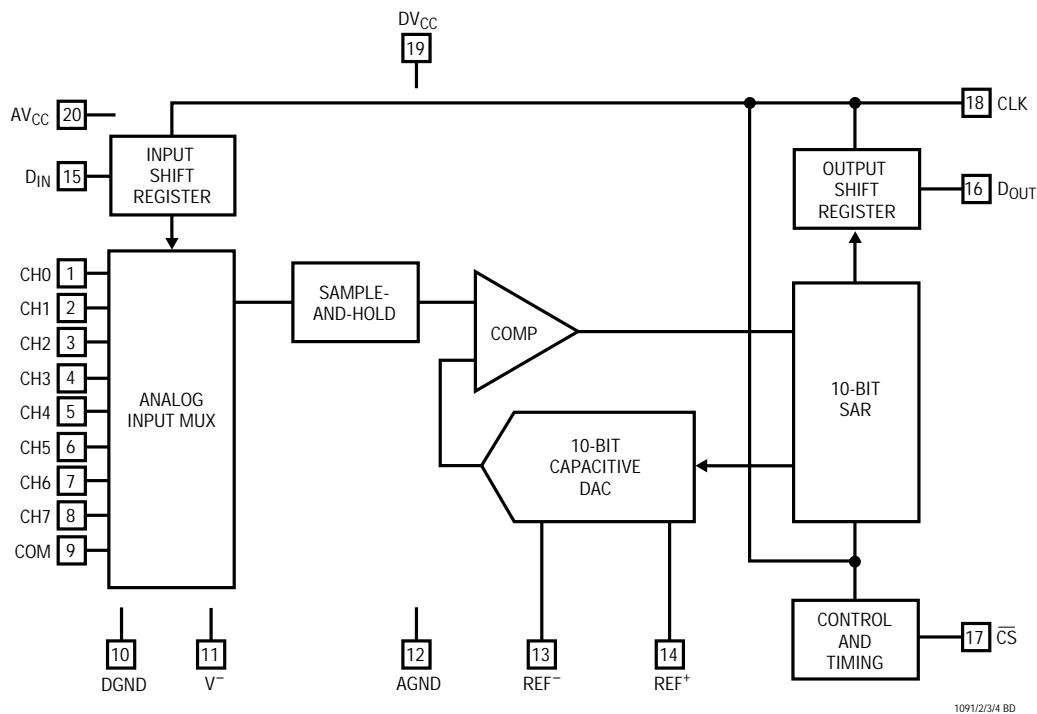 DVCC
19
AVCC 20
18 CLK
INPUT
SHIFT
REGISTER
DIN 15
OUTPUT
SHIFT
REGISTER
16 DOUT
CH0 1
CH1 2
CH2 3
CH3 4
CH4 5
CH5 6
CH6 7
CH7 8
COM 9
ANALOG
INPUT MUX
SAMPLE-
AND-HOLD
COMP
10-BIT
CAPACITIVE
DAC
10-BIT
SAR
CONTROL
AND
TIMING
17 C̅S̅
10
DGND
11
V–
12
AGND
13
REF–
14
REF+
1091/2/3/4 BD